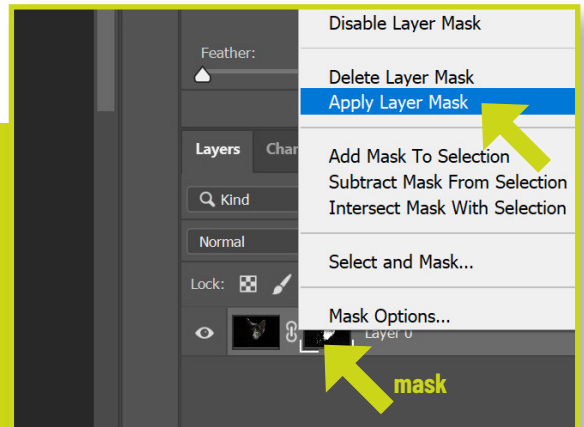 Disable Layer Mask
Feather:
Delete Layer Mask
Apply Layer Mask
Layers
Add Mask To Selection
Kind
Subtract Mask From Selection
Intersect Mask With Selection
Normal
Select and Mask...
Lock:
Mask Options...
Layer 0
mask